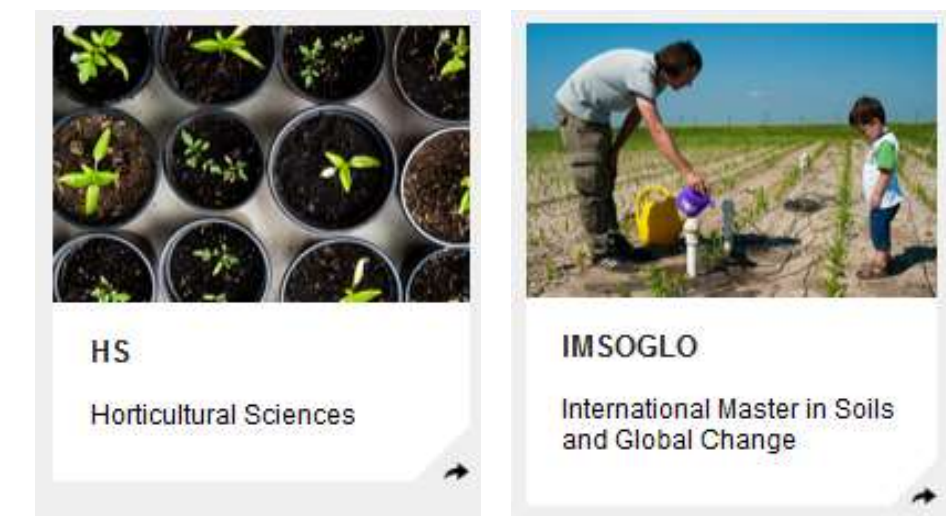 HS
Horticultural Sciences
IMSOGLO
International Master in Soils
and Global Change